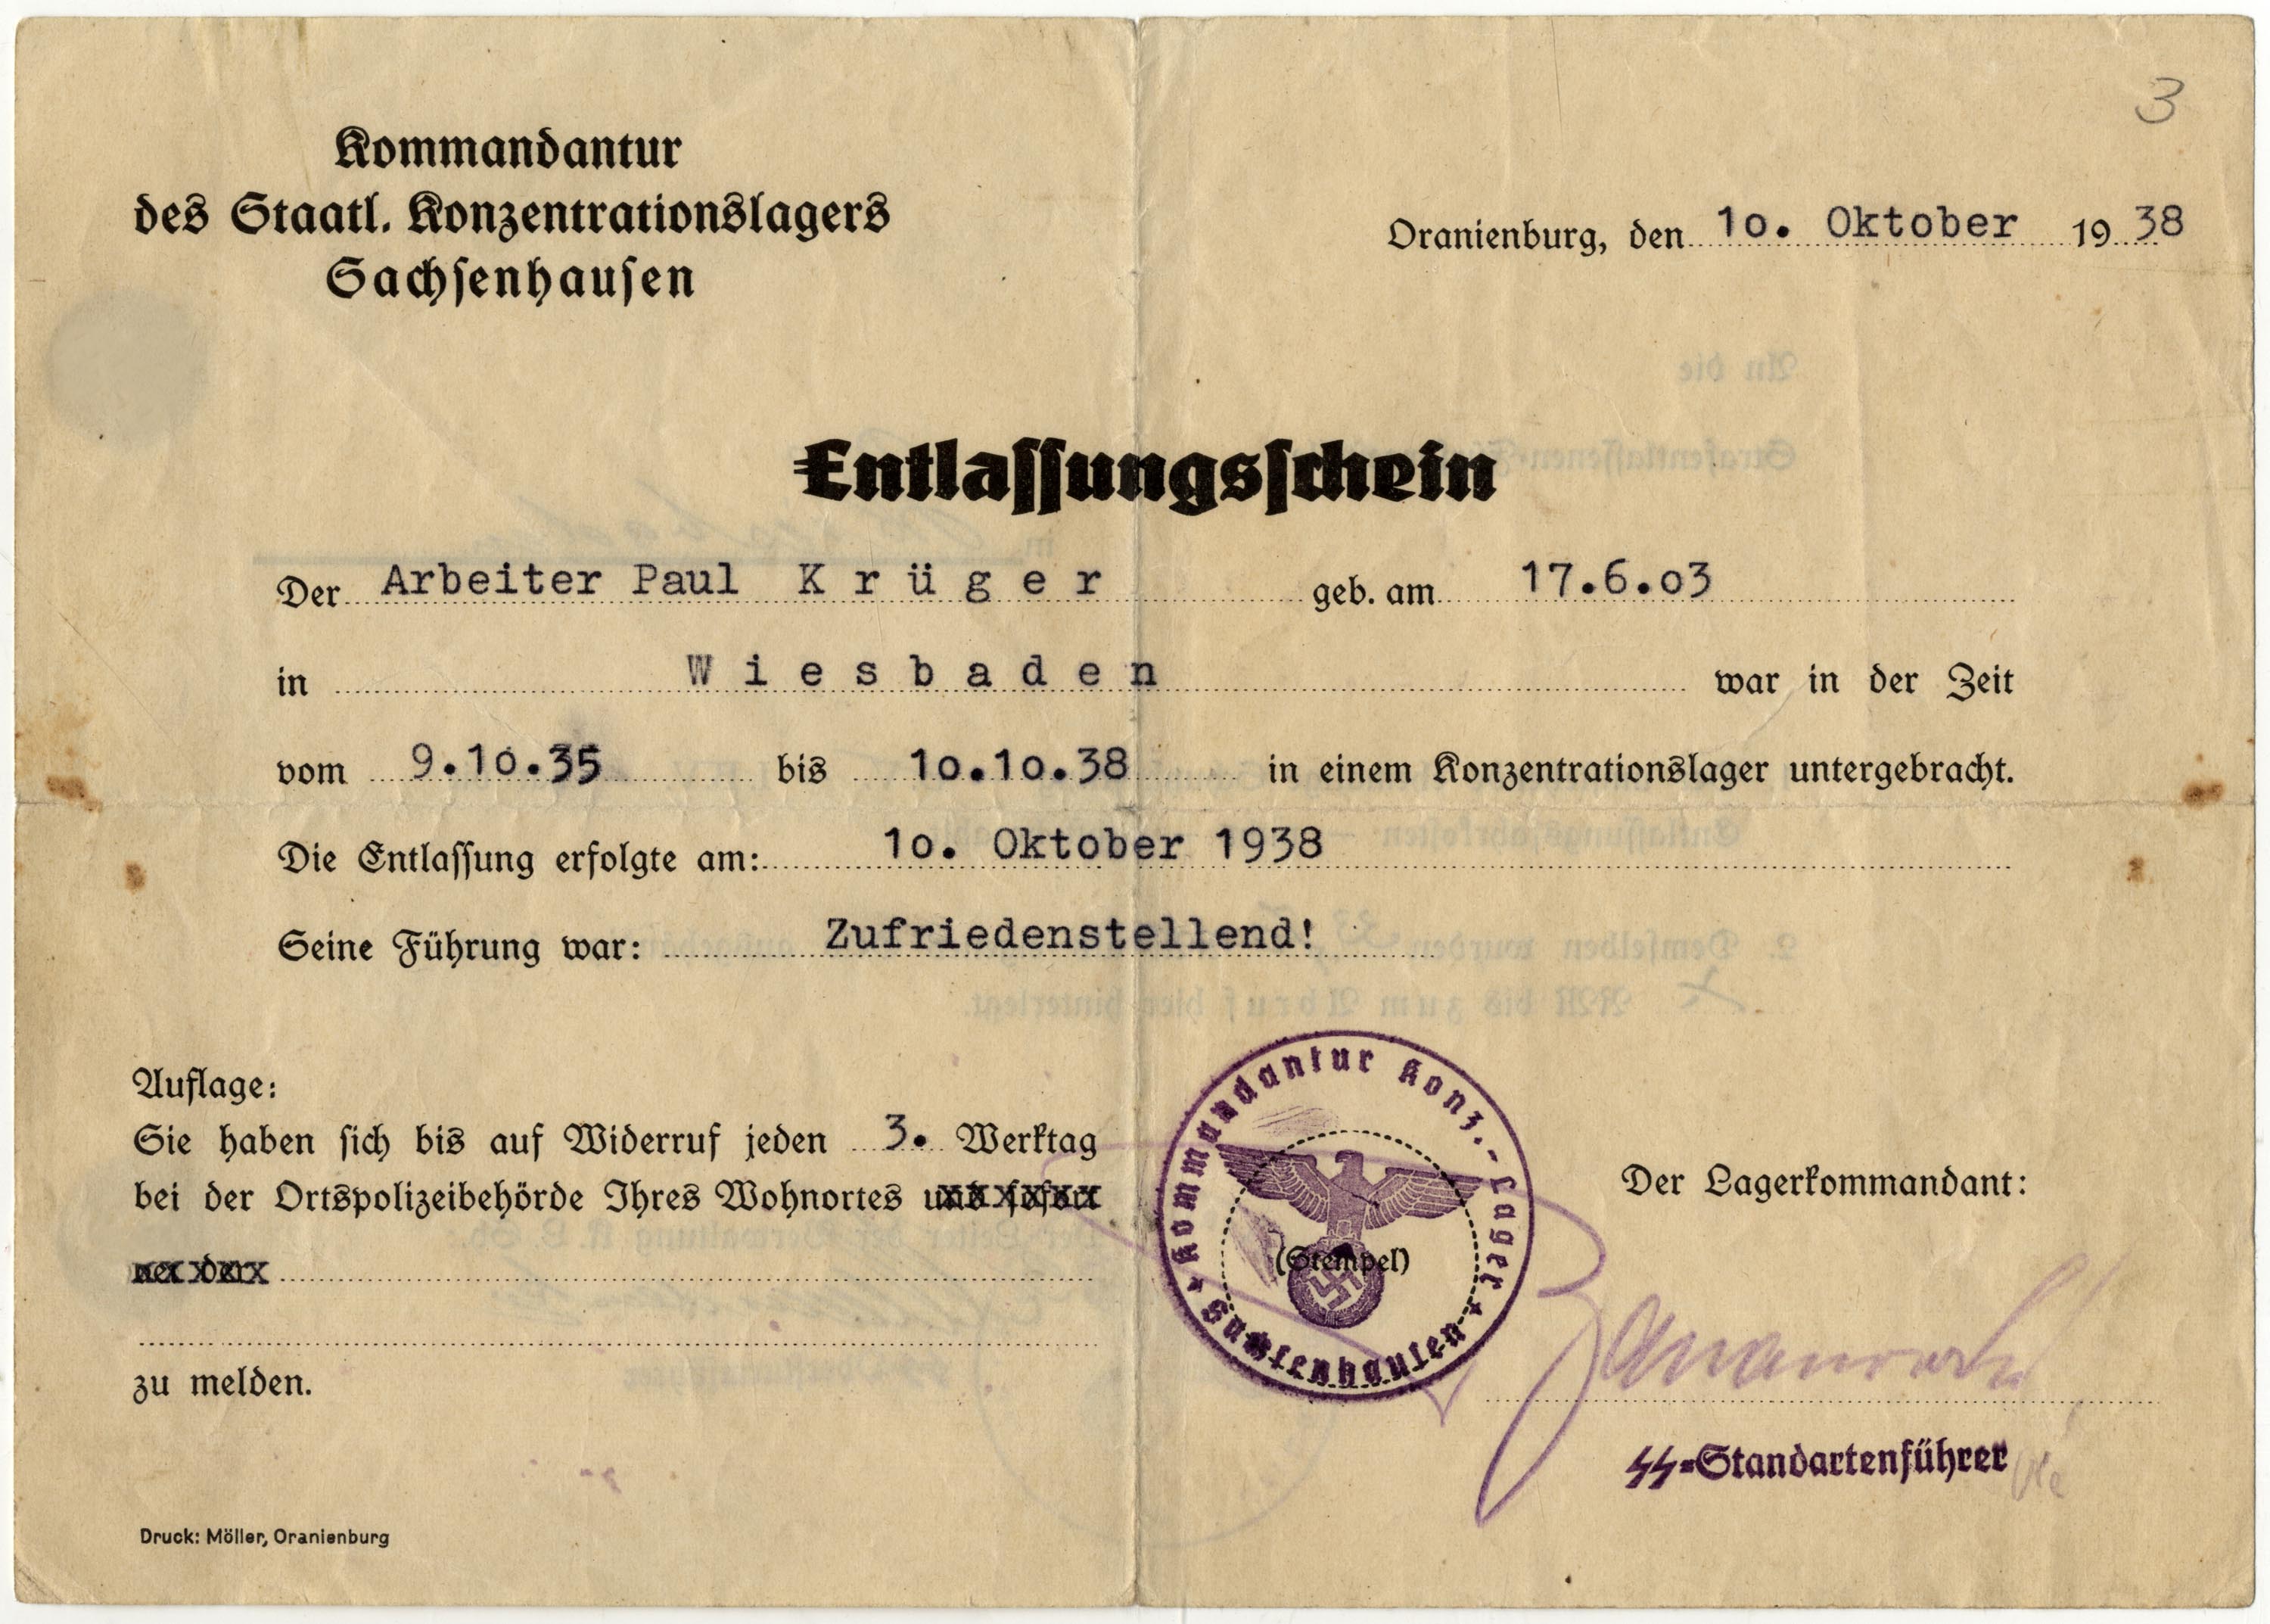 3
Kommandantur
des Staatl. Konzentrationslagers
Sachsenhausen
Oranienburg, den 10. Oktober 1938
Entlassungsschein
Der Arbeiter Paul Krüger geb. am 17.6.03
in Wiesbaden war in der Zeit
vom 9.10.35 bis 10.10.38 in einem Konzentrationslager untergebracht.
Die Entlassung erfolgte am: 10. Oktober 1938
Seine Führung war: Zufriedenstellend!
Auflage:
Sie haben sich bis auf Widerruf jeden 3. Werktag
bei der Ortspolizeibehörde Ihres Wohnortes und sofort
bei der
zu melden.
Kommandantur Konz.-Lager
Sachsenhausen
(Stempel)
Der Lagerkommandant:
SS-Standartenführer
Druck: Möller, Oranienburg